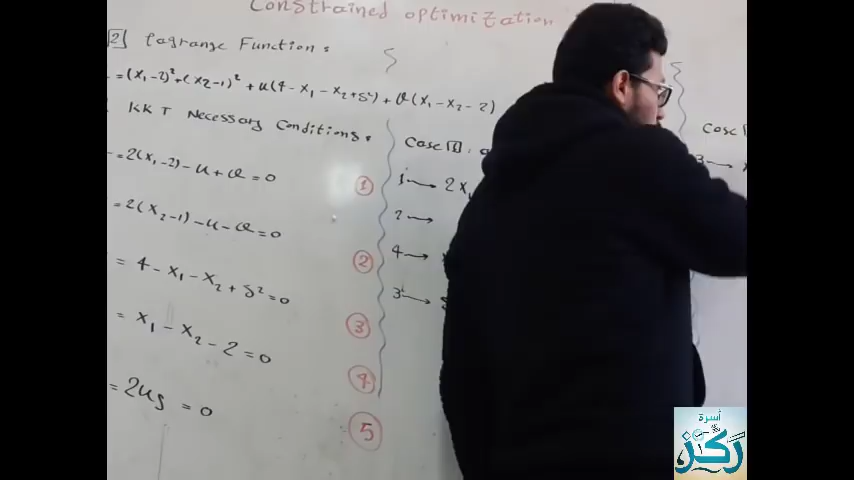 Constrained optimization
2 Lagrange Function:
= (x₁-2)² + (x₂-1)² + u(4 - x₁ - x₂ + s²) + v(x₁ - x₂ - 2)
KKT Necessary Conditions:
= 2(x₁-2) - u + v = 0 ①
= 2(x₂-1) - u - v = 0 ②
= 4 - x₁ - x₂ + s² = 0 ③
= x₁ - x₂ - 2 = 0 ④
= 2us = 0 ⑤
Case 1:
1 → 2x₁
2 →
4 →
3 →
Case
3 →
أسرة
ركز